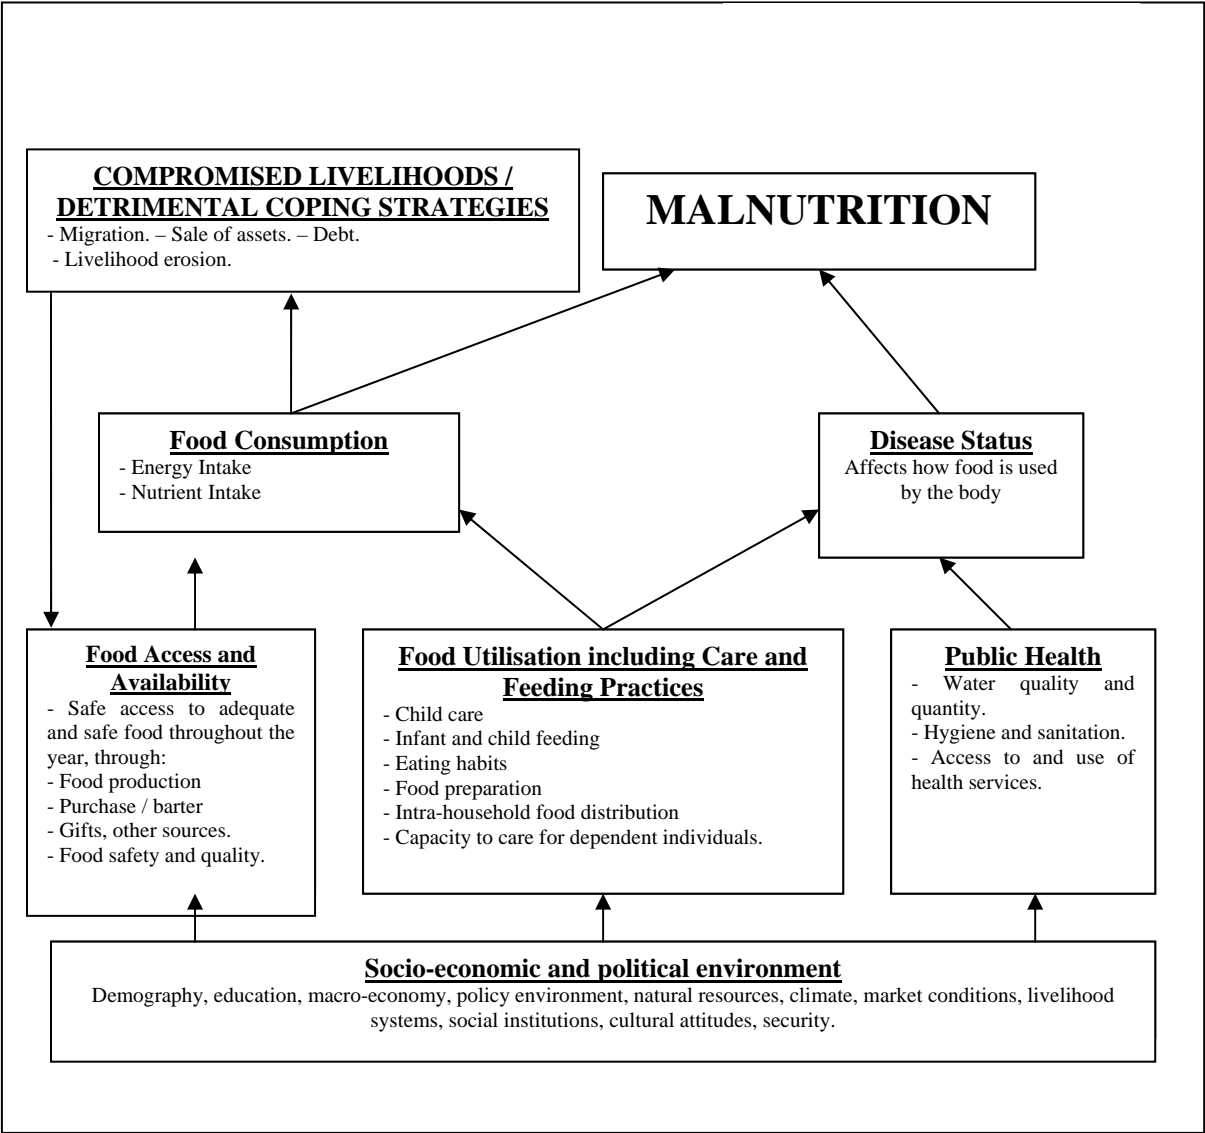 COMPROMISED LIVELIHOODS /
DETRIMENTAL COPING STRATEGIES
- Migration. – Sale of assets. – Debt.
- Livelihood erosion.
MALNUTRITION
Food Consumption
- Energy Intake
- Nutrient Intake
Disease Status
Affects how food is used
by the body
Food Access and
Availability
- Safe access to adequate
and safe food throughout the
year, through:
- Food production
- Purchase / barter
- Gifts, other sources.
- Food safety and quality.
Food Utilisation including Care and
Feeding Practices
- Child care
- Infant and child feeding
- Eating habits
- Food preparation
- Intra-household food distribution
- Capacity to care for dependent individuals.
Public Health
- Water quality and
quantity.
- Hygiene and sanitation.
- Access to and use of
health services.
Socio-economic and political environment
Demography, education, macro-economy, policy environment, natural resources, climate, market conditions, livelihood
systems, social institutions, cultural attitudes, security.